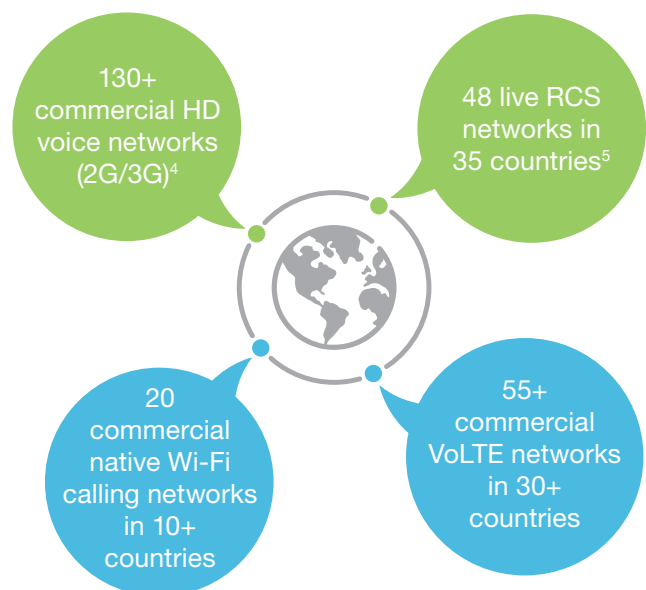 130+
commercial HD
voice networks
(2G/3G)⁴
48 live RCS
networks in
35 countries⁵
20
commercial
native Wi-Fi
calling networks
in 10+
countries
55+
commercial
VoLTE networks
in 30+
countries